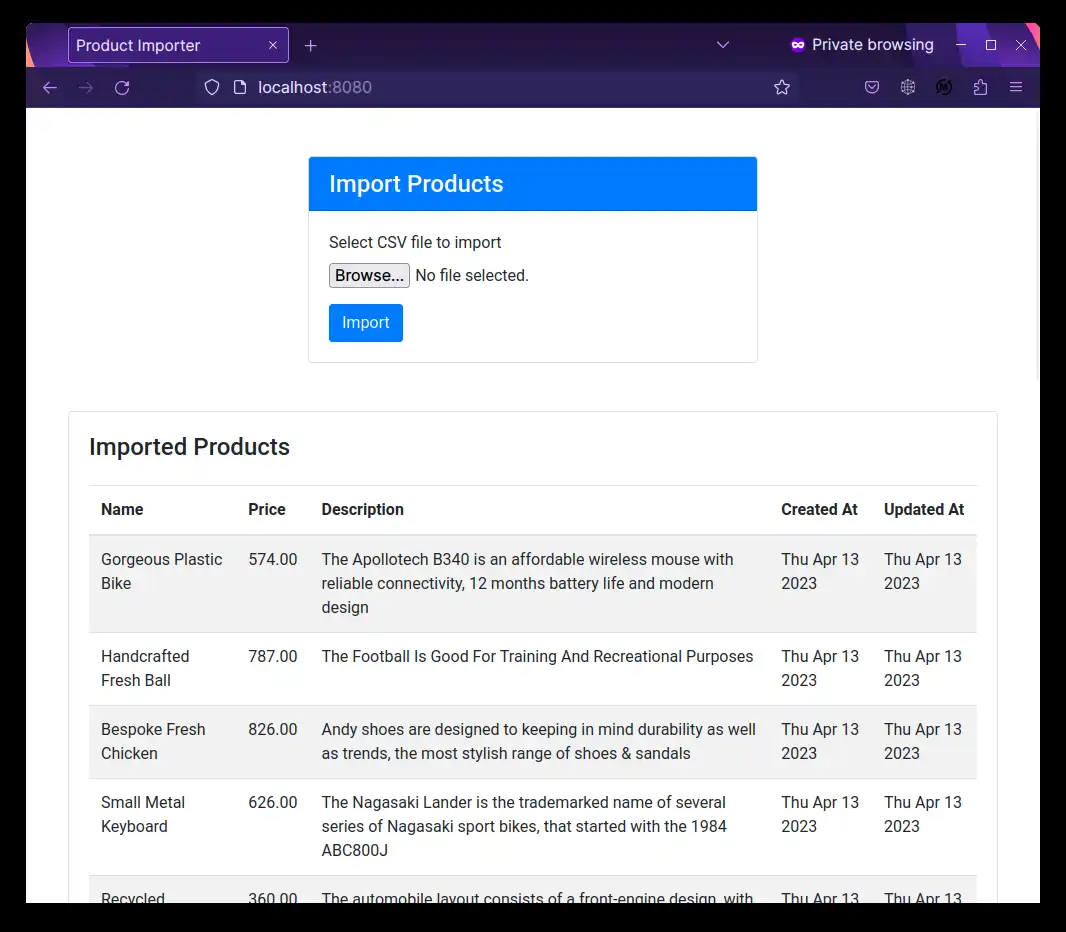 Product Importer
Private browsing
localhost:8080
Import Products
Select CSV file to import
Browse... No file selected.
Import
Imported Products
Name Price Description Created At Updated At
Gorgeous Plastic 574.00 The Apollotech B340 is an affordable wireless mouse with Thu Apr 13 Thu Apr 13
Bike reliable connectivity, 12 months battery life and modern 2023 2023
design
Handcrafted 787.00 The Football Is Good For Training And Recreational Purposes Thu Apr 13 Thu Apr 13
Fresh Ball 2023 2023
Bespoke Fresh 826.00 Andy shoes are designed to keeping in mind durability as well Thu Apr 13 Thu Apr 13
Chicken as trends, the most stylish range of shoes & sandals 2023 2023
Small Metal 626.00 The Nagasaki Lander is the trademarked name of several Thu Apr 13 Thu Apr 13
Keyboard series of Nagasaki sport bikes, that started with the 1984 2023 2023
ABC800J
Recycled 360.00 The automobile layout consists of a front-engine design, with Thu Apr 13 Thu Apr 13